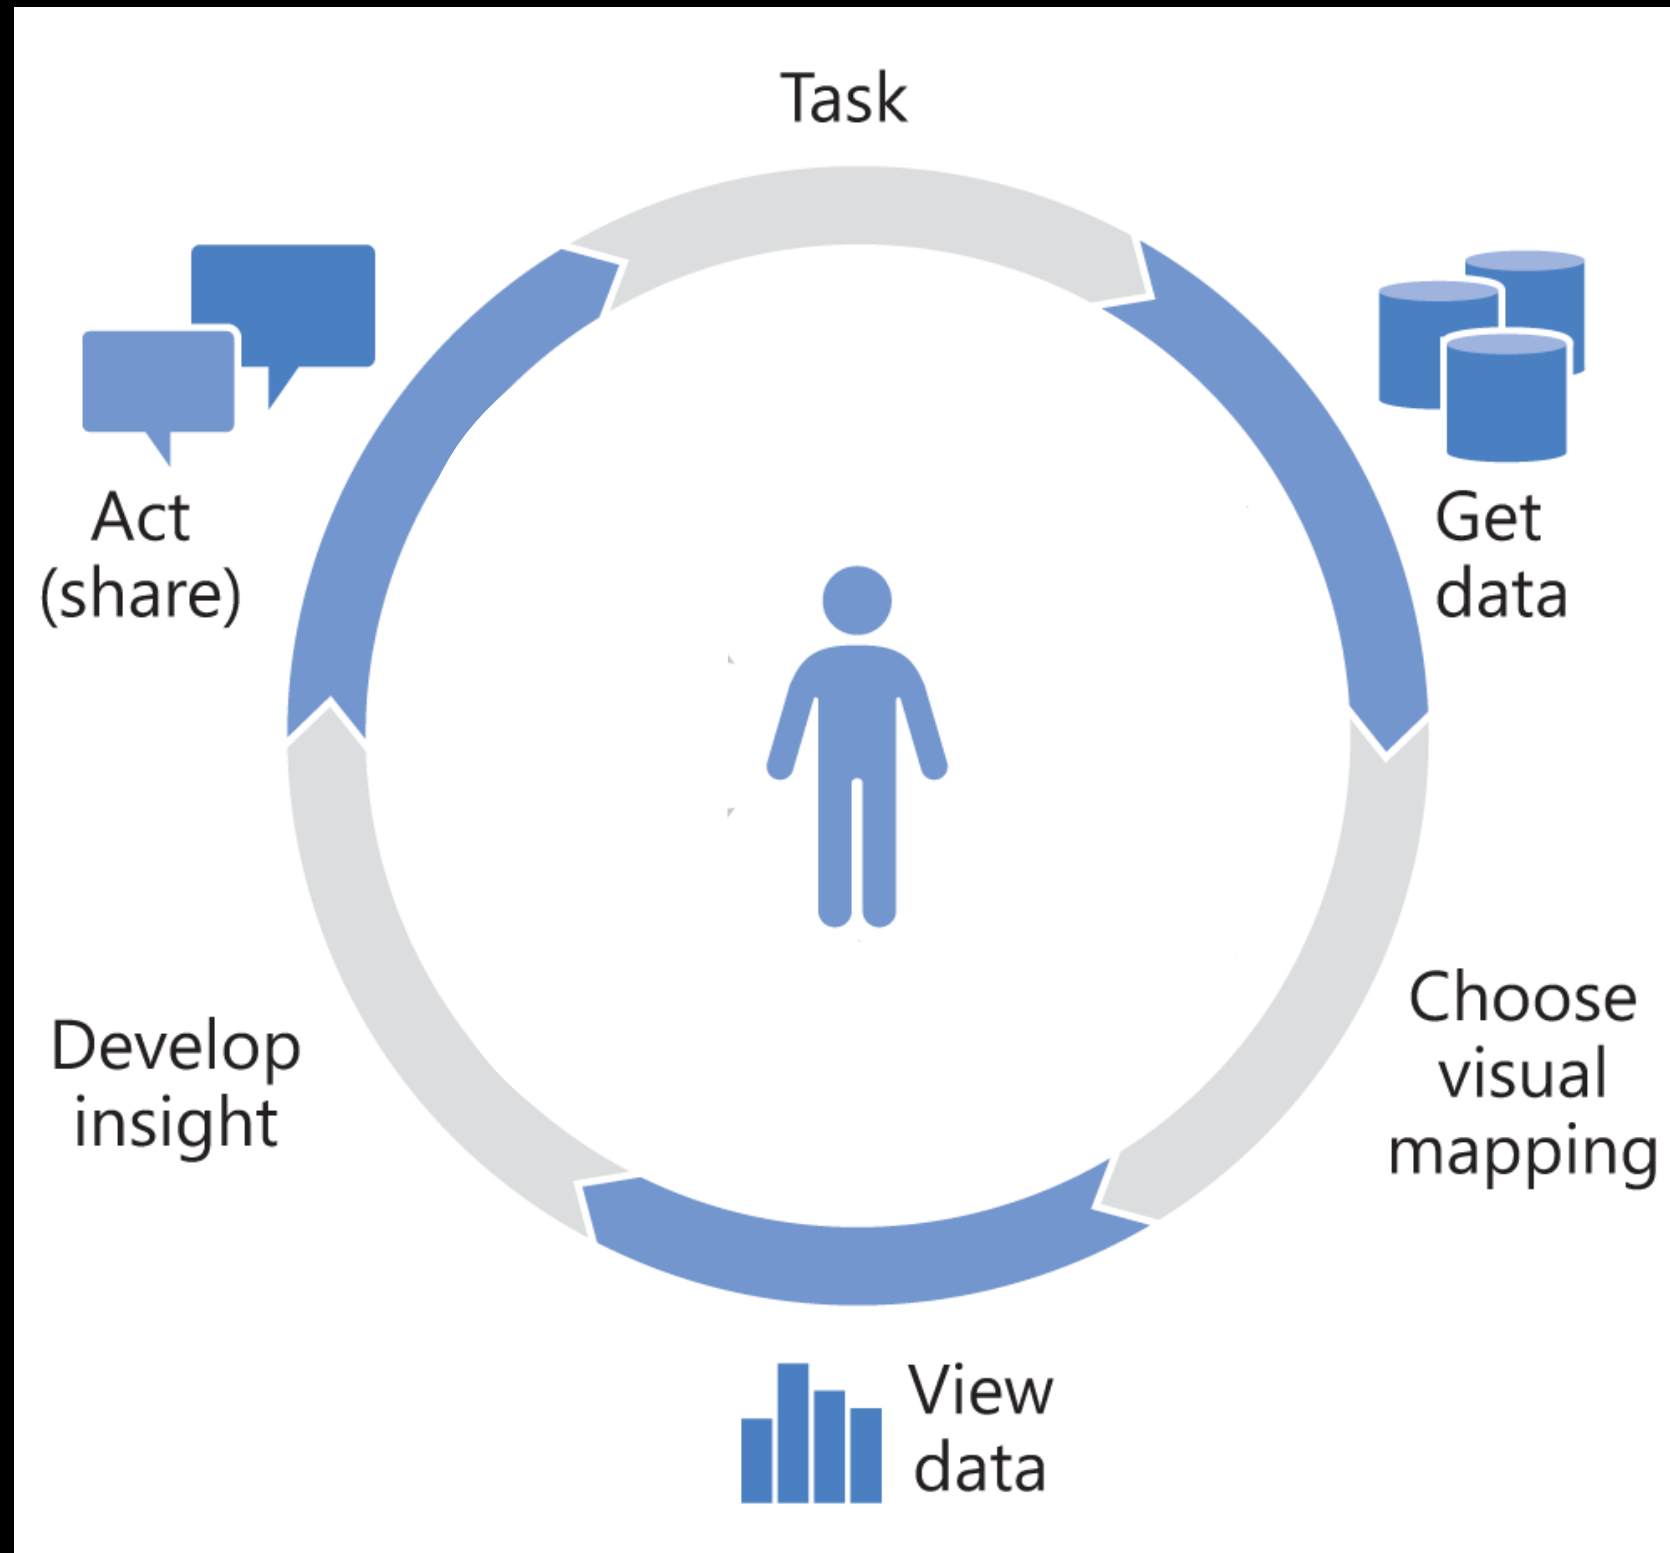 Task
Get
data
Choose
visual
mapping
View
data
Develop
insight
Act
(share)